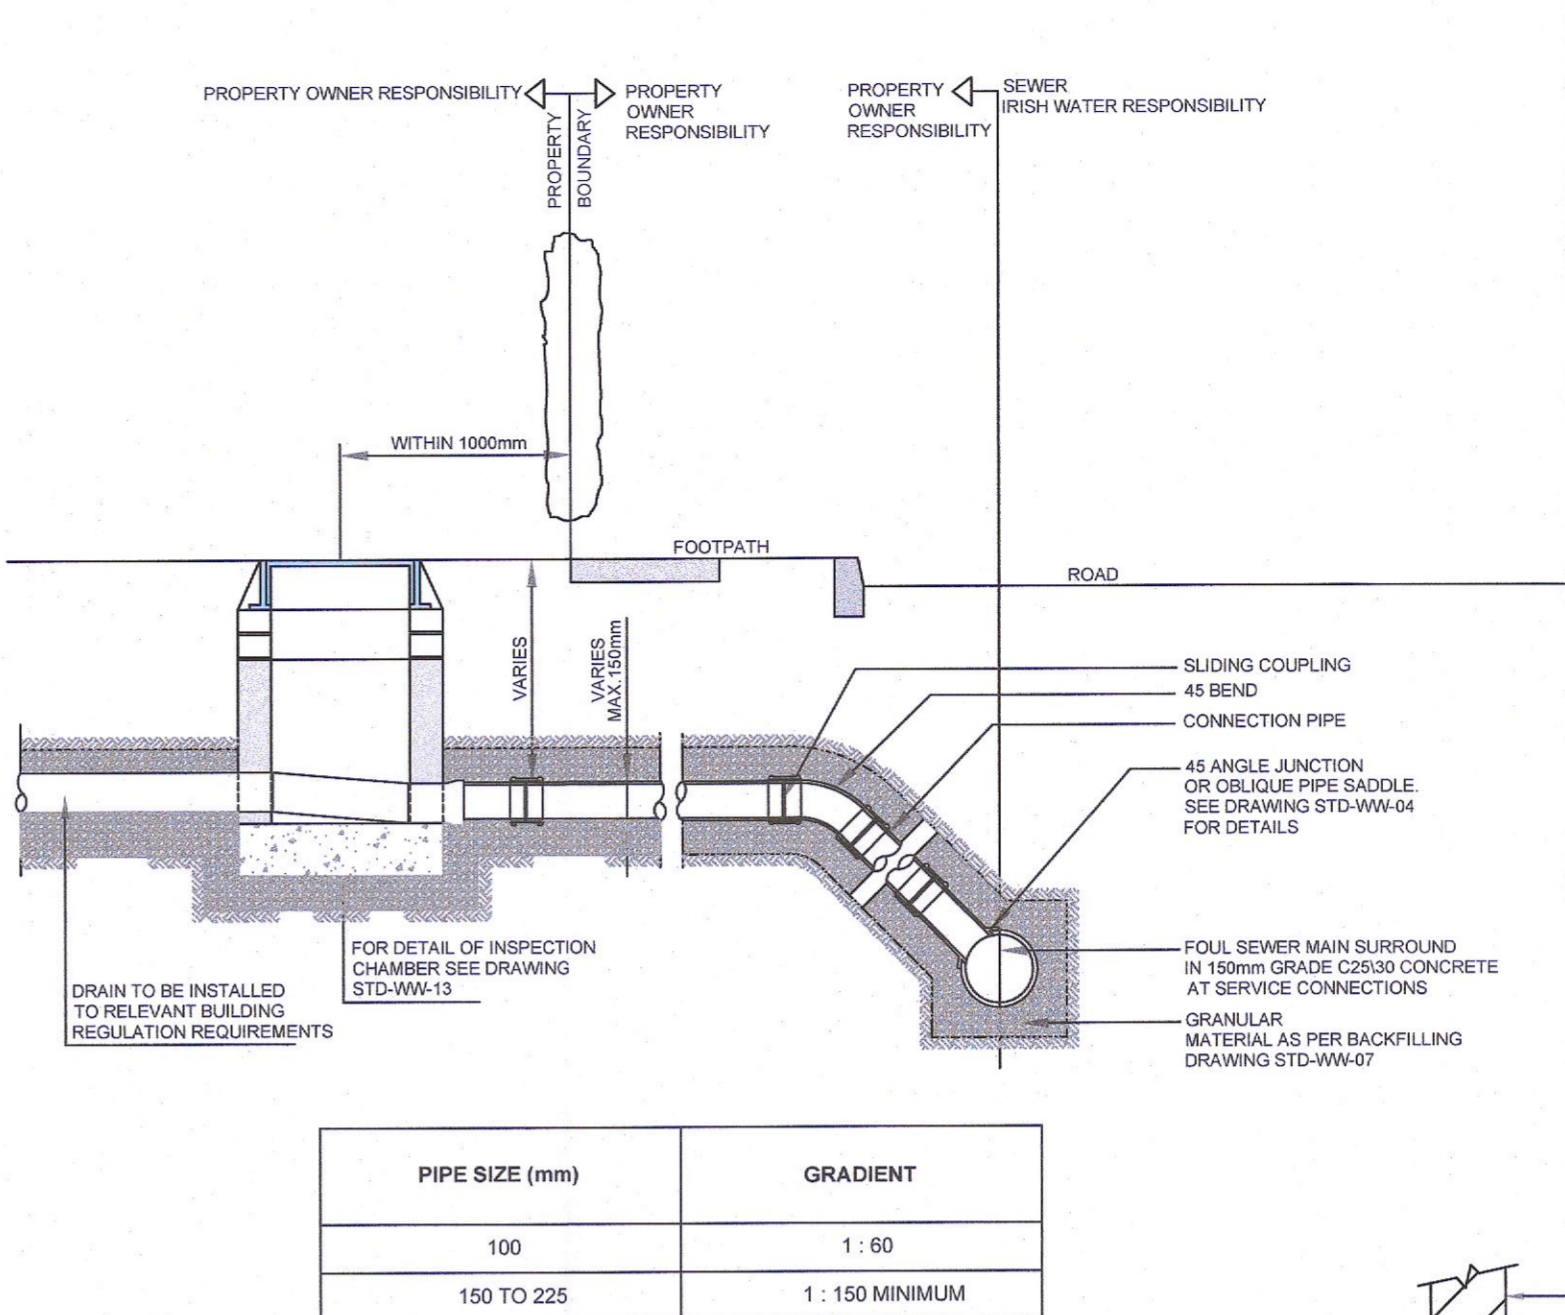 PROPERTY OWNER RESPONSIBILITY
PROPERTY
OWNER
RESPONSIBILITY
PROPERTY
OWNER
RESPONSIBILITY
SEWER
IRISH WATER RESPONSIBILITY
PROPERTY
BOUNDARY
WITHIN 1000mm
FOOTPATH
ROAD
VARIES
VARIES
MAX.150mm
SLIDING COUPLING
45 BEND
CONNECTION PIPE
45 ANGLE JUNCTION
OR OBLIQUE PIPE SADDLE.
SEE DRAWING STD-WW-04
FOR DETAILS
FOR DETAIL OF INSPECTION
CHAMBER SEE DRAWING
STD-WW-13
DRAIN TO BE INSTALLED
TO RELEVANT BUILDING
REGULATION REQUIREMENTS
FOUL SEWER MAIN SURROUND
IN 150mm GRADE C25\30 CONCRETE
AT SERVICE CONNECTIONS
GRANULAR
MATERIAL AS PER BACKFILLING
DRAWING STD-WW-07
PIPE SIZE (mm) GRADIENT
100 1 : 60
150 TO 225 1 : 150 MINIMUM